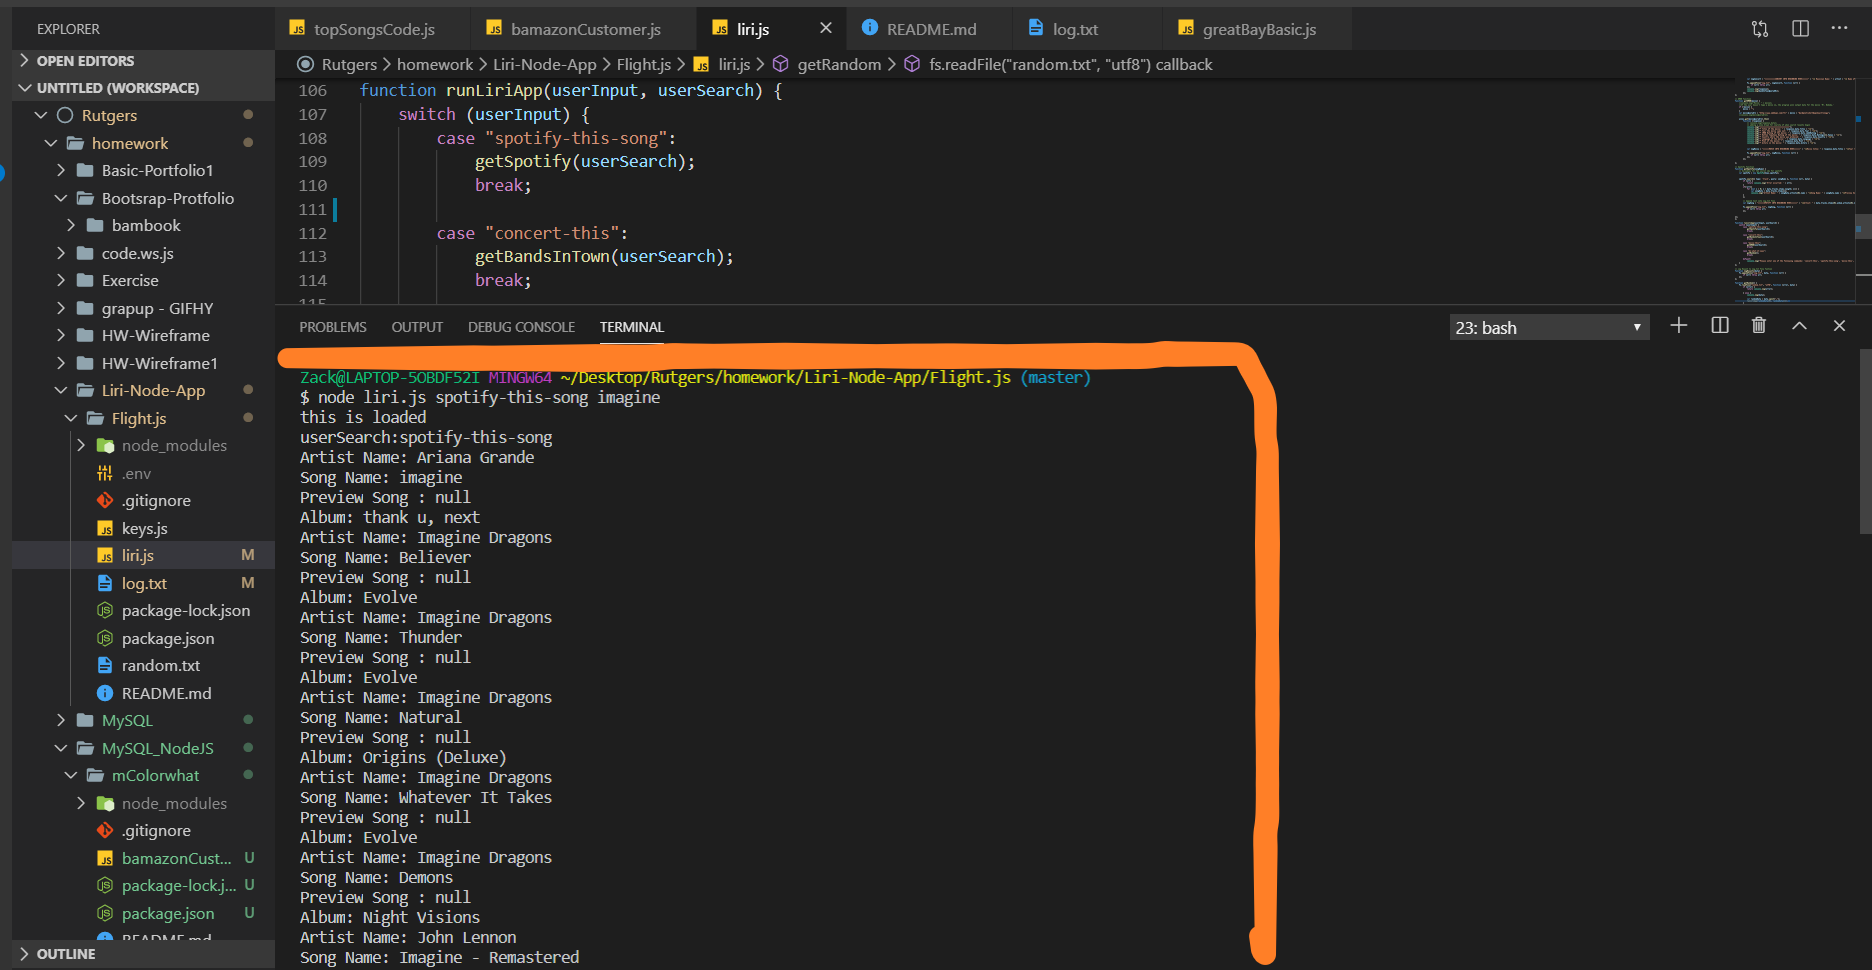 EXPLORER
OPEN EDITORS
UNTITLED (WORKSPACE)
Rutgers
homework
Basic-Portfolio1
Bootsrap-Protfolio
bambook
code.ws.js
Exercise
grapup - GIFHY
HW-Wireframe
HW-Wireframe1
Liri-Node-App
Flight.js
node_modules
.env
.gitignore
keys.js
liri.js M
log.txt M
package-lock.json
package.json
random.txt
README.md
MySQL
MySQL_NodeJS
mColorwhat
node_modules
.gitignore
bamazonCust... U
package-lock.j... U
package.json U
README.md
OUTLINE
topSongsCode.js bamazonCustomer.js liri.js README.md log.txt greatBayBasic.js
Rutgers > homework > Liri-Node-App > Flight.js > liri.js > getRandom > fs.readFile("random.txt", "utf8") callback
106 function runLiriApp(userInput, userSearch) {
107 switch (userInput) {
108 case "spotify-this-song":
109 getSpotify(userSearch);
110 break;
111
112 case "concert-this":
113 getBandsInTown(userSearch);
114 break;
115
PROBLEMS OUTPUT DEBUG CONSOLE TERMINAL 23: bash
Zack@LAPTOP-5OBDF52I MINGW64 ~/Desktop/Rutgers/homework/Liri-Node-App/Flight.js (master)
$ node liri.js spotify-this-song imagine
this is loaded
userSearch:spotify-this-song
Artist Name: Ariana Grande
Song Name: imagine
Preview Song : null
Album: thank u, next
Artist Name: Imagine Dragons
Song Name: Believer
Preview Song : null
Album: Evolve
Artist Name: Imagine Dragons
Song Name: Thunder
Preview Song : null
Album: Evolve
Artist Name: Imagine Dragons
Song Name: Natural
Preview Song : null
Album: Origins (Deluxe)
Artist Name: Imagine Dragons
Song Name: Whatever It Takes
Preview Song : null
Album: Evolve
Artist Name: Imagine Dragons
Song Name: Demons
Preview Song : null
Album: Night Visions
Artist Name: John Lennon
Song Name: Imagine - Remastered